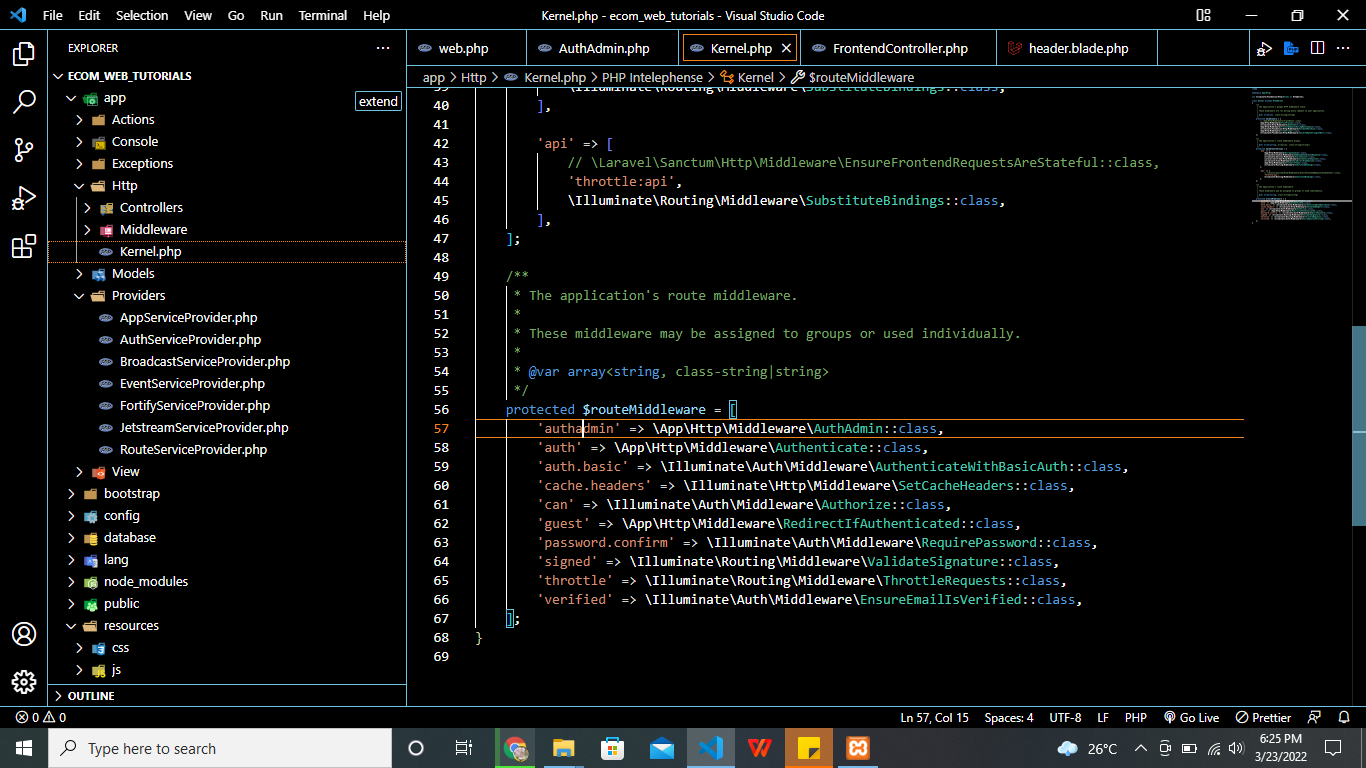 File Edit Selection View Go Run Terminal Help
Kernel.php - ecom_web_tutorials - Visual Studio Code
EXPLORER
ECOM_WEB_TUTORIALS
app
extend
Actions
Console
Exceptions
Http
Controllers
Middleware
Kernel.php
Models
Providers
AppServiceProvider.php
AuthServiceProvider.php
BroadcastServiceProvider.php
EventServiceProvider.php
FortifyServiceProvider.php
JetstreamServiceProvider.php
RouteServiceProvider.php
View
bootstrap
config
database
lang
node_modules
public
resources
css
js
OUTLINE
web.php AuthAdmin.php Kernel.php FrontendController.php header.blade.php
app > Http > Kernel.php > PHP Intelephense > Kernel > $routeMiddleware
39 \Illuminate\Routing\Middleware\SubstituteBindings::class,
40 ],
41
42 'api' => [
43 // \Laravel\Sanctum\Http\Middleware\EnsureFrontendRequestsAreStateful::class,
44 'throttle:api',
45 \Illuminate\Routing\Middleware\SubstituteBindings::class,
46 ],
47 ];
48
49 /**
50 * The application's route middleware.
51 *
52 * These middleware may be assigned to groups or used individually.
53 *
54 * @var array<string, class-string|string>
55 */
56 protected $routeMiddleware = [
57 'authadmin' => \App\Http\Middleware\AuthAdmin::class,
58 'auth' => \App\Http\Middleware\Authenticate::class,
59 'auth.basic' => \Illuminate\Auth\Middleware\AuthenticateWithBasicAuth::class,
60 'cache.headers' => \Illuminate\Http\Middleware\SetCacheHeaders::class,
61 'can' => \Illuminate\Auth\Middleware\Authorize::class,
62 'guest' => \App\Http\Middleware\RedirectIfAuthenticated::class,
63 'password.confirm' => \Illuminate\Auth\Middleware\RequirePassword::class,
64 'signed' => \Illuminate\Routing\Middleware\ValidateSignature::class,
65 'throttle' => \Illuminate\Routing\Middleware\ThrottleRequests::class,
66 'verified' => \Illuminate\Auth\Middleware\EnsureEmailIsVerified::class,
67 ];
68 }
69
0 0
Ln 57, Col 15 Spaces: 4 UTF-8 LF PHP Go Live Prettier
Type here to search
26°C
6:25 PM
3/23/2022